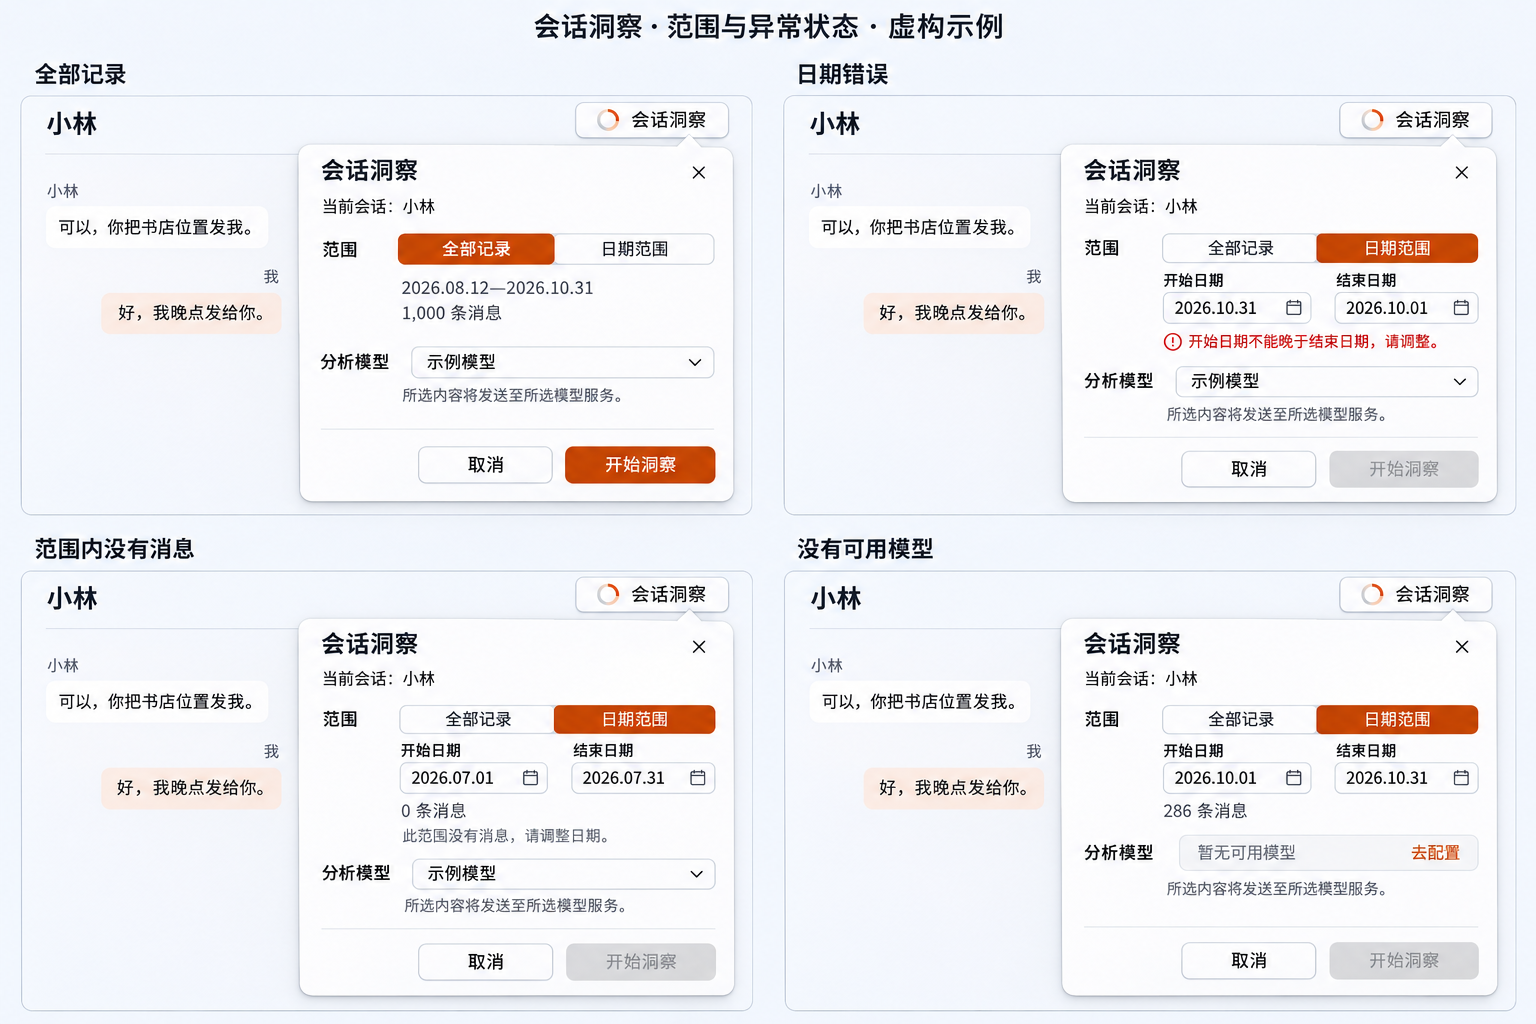 会话洞察 · 范围与异常状态 · 虚构示例
全部记录
小林
会话洞察
小林
可以，你把书店位置发我。
我
好，我晚点发给你。
会话洞察
当前会话：小林
范围
全部记录
日期范围
2026.08.12—2026.10.31
1,000 条消息
分析模型
示例模型
所选内容将发送至所选模型服务。
取消
开始洞察
日期错误
小林
会话洞察
小林
可以，你把书店位置发我。
我
好，我晚点发给你。
会话洞察
当前会话：小林
范围
全部记录
日期范围
开始日期
结束日期
2026.10.31
2026.10.01
开始日期不能晚于结束日期，请调整。
分析模型
示例模型
所选内容将发送至所选模型服务。
取消
开始洞察
范围内没有消息
小林
会话洞察
小林
可以，你把书店位置发我。
我
好，我晚点发给你。
会话洞察
当前会话：小林
范围
全部记录
日期范围
开始日期
结束日期
2026.07.01
2026.07.31
0 条消息
此范围没有消息，请调整日期。
分析模型
示例模型
所选内容将发送至所选模型服务。
取消
开始洞察
没有可用模型
小林
会话洞察
小林
可以，你把书店位置发我。
我
好，我晚点发给你。
会话洞察
当前会话：小林
范围
全部记录
日期范围
开始日期
结束日期
2026.10.01
2026.10.31
286 条消息
分析模型
暂无可用模型
去配置
所选内容将发送至所选模型服务。
取消
开始洞察